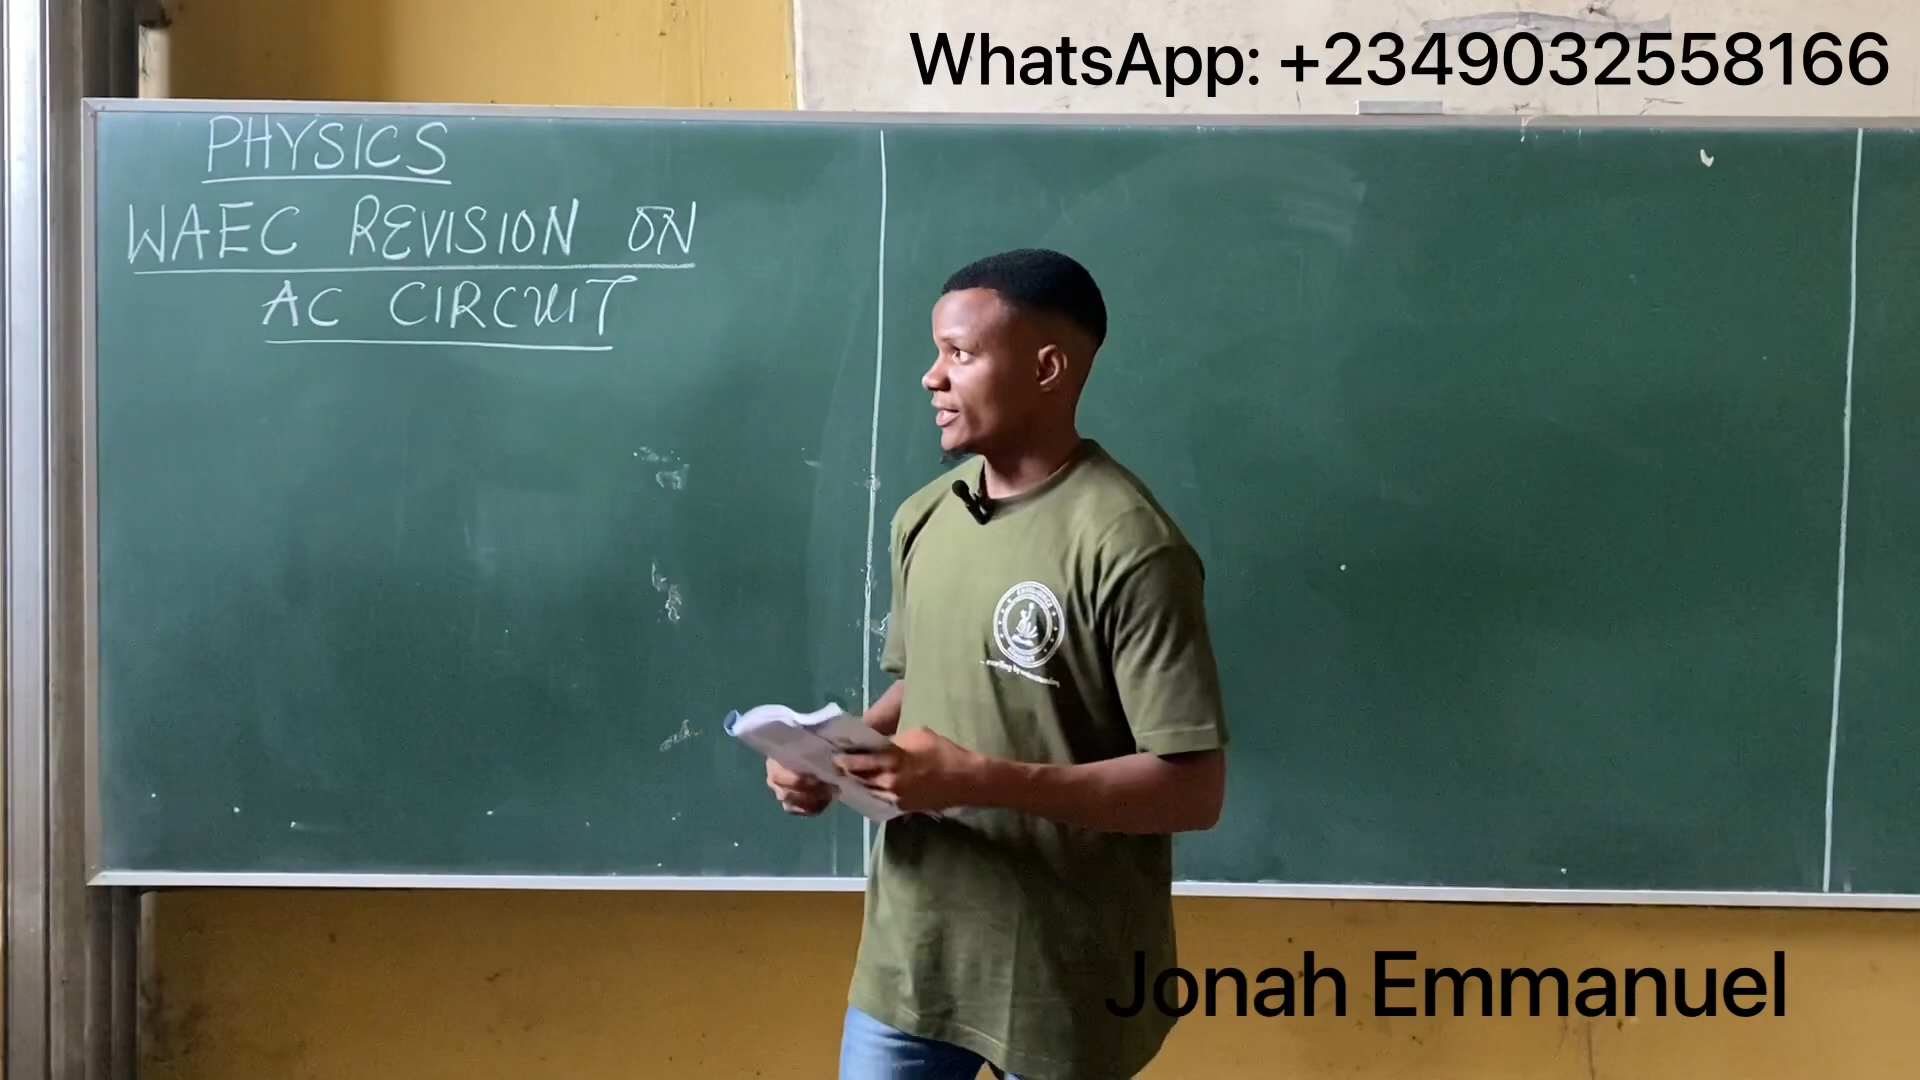 WhatsApp: +2349032558166
PHYSICS
WAEC REVISION ON
AC CIRCUIT
Jonah Emmanuel